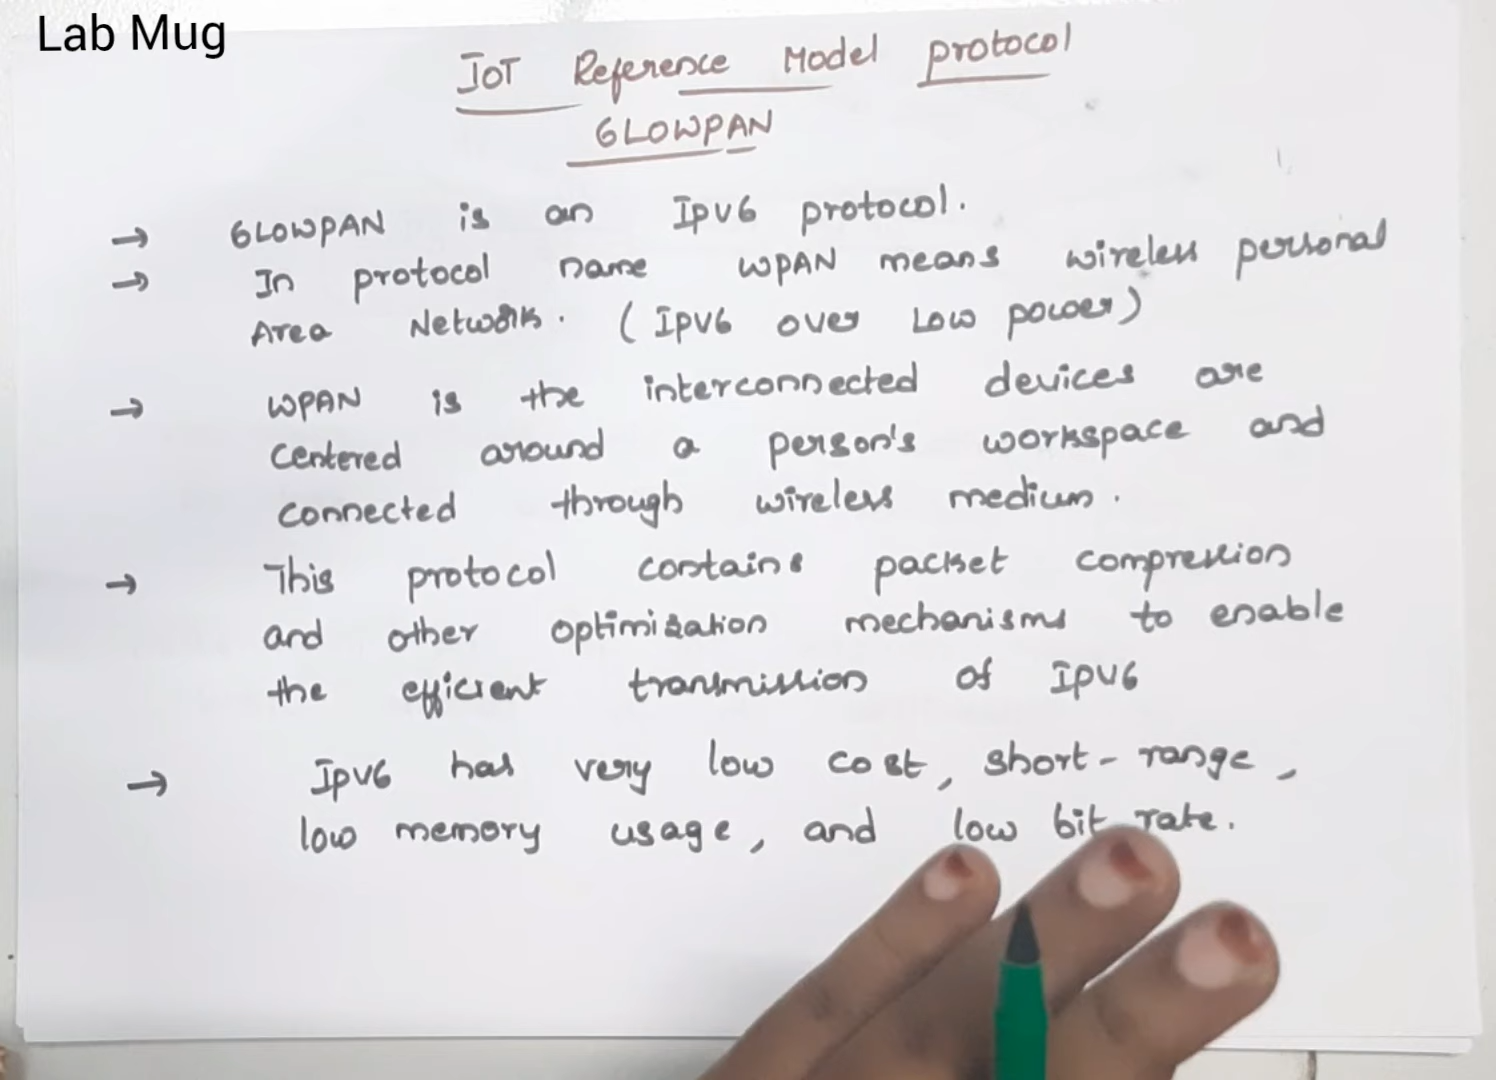 Lab Mug
IOT Reference Model protocol
6LOWPAN
→ 6LOWPAN is an IPV6 protocol.
→ In protocol name WPAN means wireless personal
Area Network. (IPV6 over Low power)
→ WPAN is the interconnected devices are
centered around a person's workspace and
connected through wireless medium.
→ This protocol contains packet compression
and other optimization mechanisms to enable
the efficient transmission of IPV6
→ IPV6 has very low cost, short-range,
low memory usage, and low bit rate.